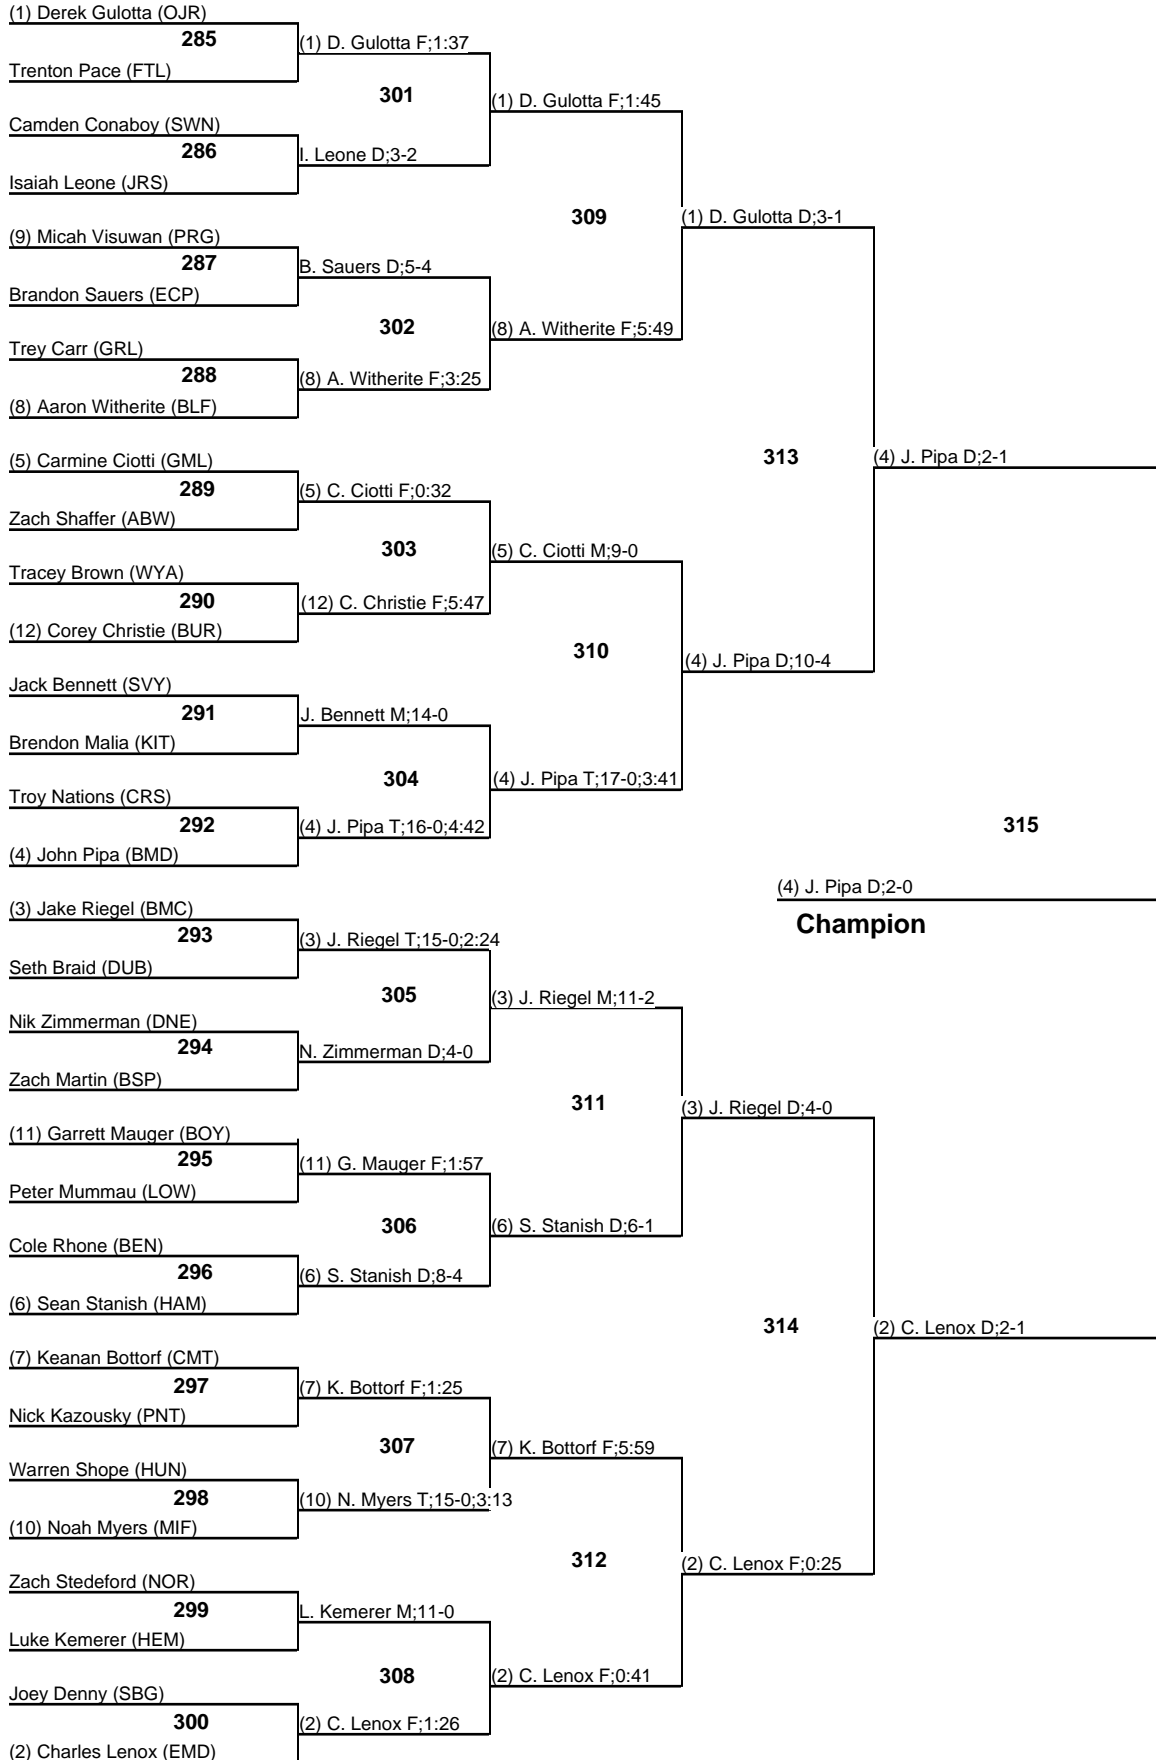 (1) Derek Gulotta (OJR)
285
(1) D. Gulotta F;1:37
Trenton Pace (FTL)
301
(1) D. Gulotta F;1:45
Camden Conaboy (SWN)
286
I. Leone D;3-2
Isaiah Leone (JRS)
309
(1) D. Gulotta D;3-1
(9) Micah Visuwan (PRG)
287
B. Sauers D;5-4
Brandon Sauers (ECP)
302
(8) A. Witherite F;5:49
Trey Carr (GRL)
288
(8) A. Witherite F;3:25
(8) Aaron Witherite (BLF)
313
(4) J. Pipa D;2-1
(5) Carmine Ciotti (GML)
289
(5) C. Ciotti F;0:32
Zach Shaffer (ABW)
303
(5) C. Ciotti M;9-0
Tracey Brown (WYA)
290
(12) C. Christie F;5:47
(12) Corey Christie (BUR)
310
(4) J. Pipa D;10-4
Jack Bennett (SVY)
291
J. Bennett M;14-0
Brendon Malia (KIT)
304
(4) J. Pipa T;17-0;3:41
Troy Nations (CRS)
292
(4) J. Pipa T;16-0;4:42
315
(4) John Pipa (BMD)
(4) J. Pipa D;2-0
Champion
(3) Jake Riegel (BMC)
293
(3) J. Riegel T;15-0;2:24
Seth Braid (DUB)
305
(3) J. Riegel M;11-2
Nik Zimmerman (DNE)
294
N. Zimmerman D;4-0
Zach Martin (BSP)
311
(3) J. Riegel D;4-0
(11) Garrett Mauger (BOY)
295
(11) G. Mauger F;1:57
Peter Mummau (LOW)
306
(6) S. Stanish D;6-1
Cole Rhone (BEN)
296
(6) S. Stanish D;8-4
(6) Sean Stanish (HAM)
314
(2) C. Lenox D;2-1
(7) Keanan Bottorf (CMT)
297
(7) K. Bottorf F;1:25
Nick Kazousky (PNT)
307
(7) K. Bottorf F;5:59
Warren Shope (HUN)
298
(10) N. Myers T;15-0;3:13
(10) Noah Myers (MIF)
312
(2) C. Lenox F;0:25
Zach Stedeford (NOR)
299
L. Kemerer M;11-0
Luke Kemerer (HEM)
308
(2) C. Lenox F;0:41
Joey Denny (SBG)
300
(2) C. Lenox F;1:26
(2) Charles Lenox (EMD)